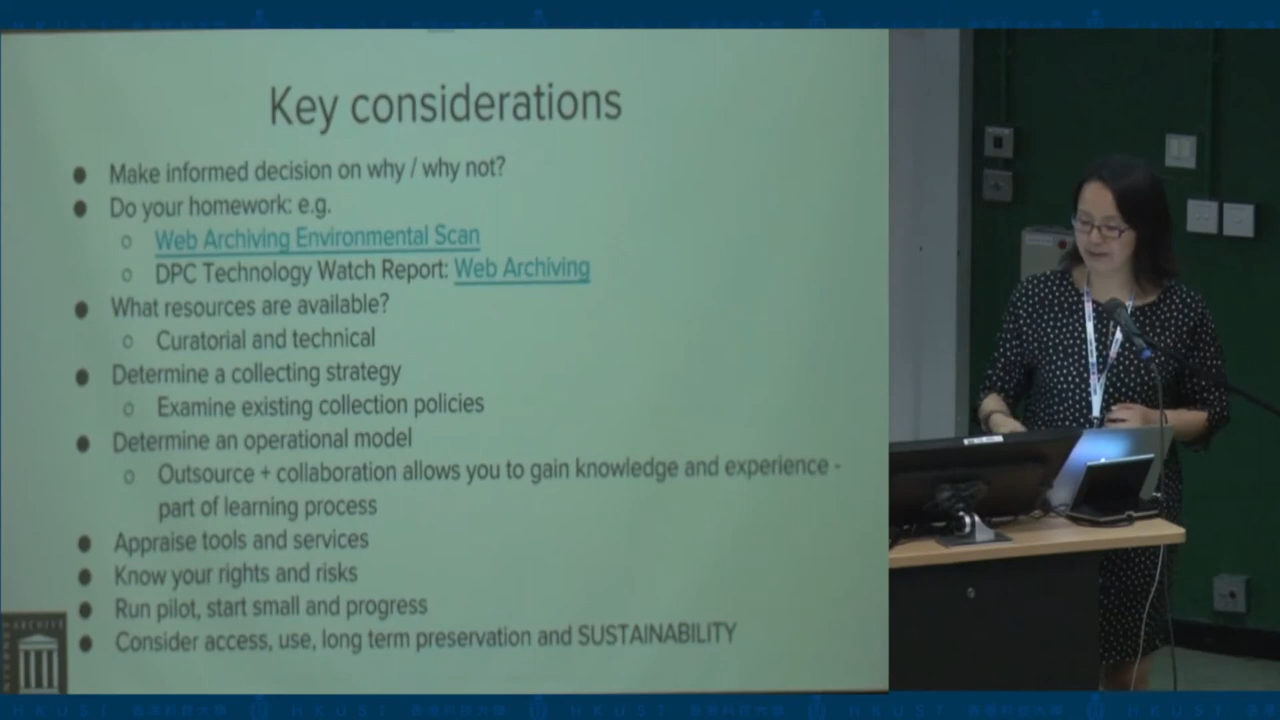 Key considerations
● Make informed decision on why / why not?
● Do your homework: e.g.
○ Web Archiving Environmental Scan
○ DPC Technology Watch Report: Web Archiving
● What resources are available?
○ Curatorial and technical
● Determine a collecting strategy
○ Examine existing collection policies
● Determine an operational model
○ Outsource + collaboration allows you to gain knowledge and experience -
part of learning process
● Appraise tools and services
● Know your rights and risks
● Run pilot, start small and progress
● Consider access, use, long term preservation and SUSTAINABILITY
INTERNET ARCHIVE